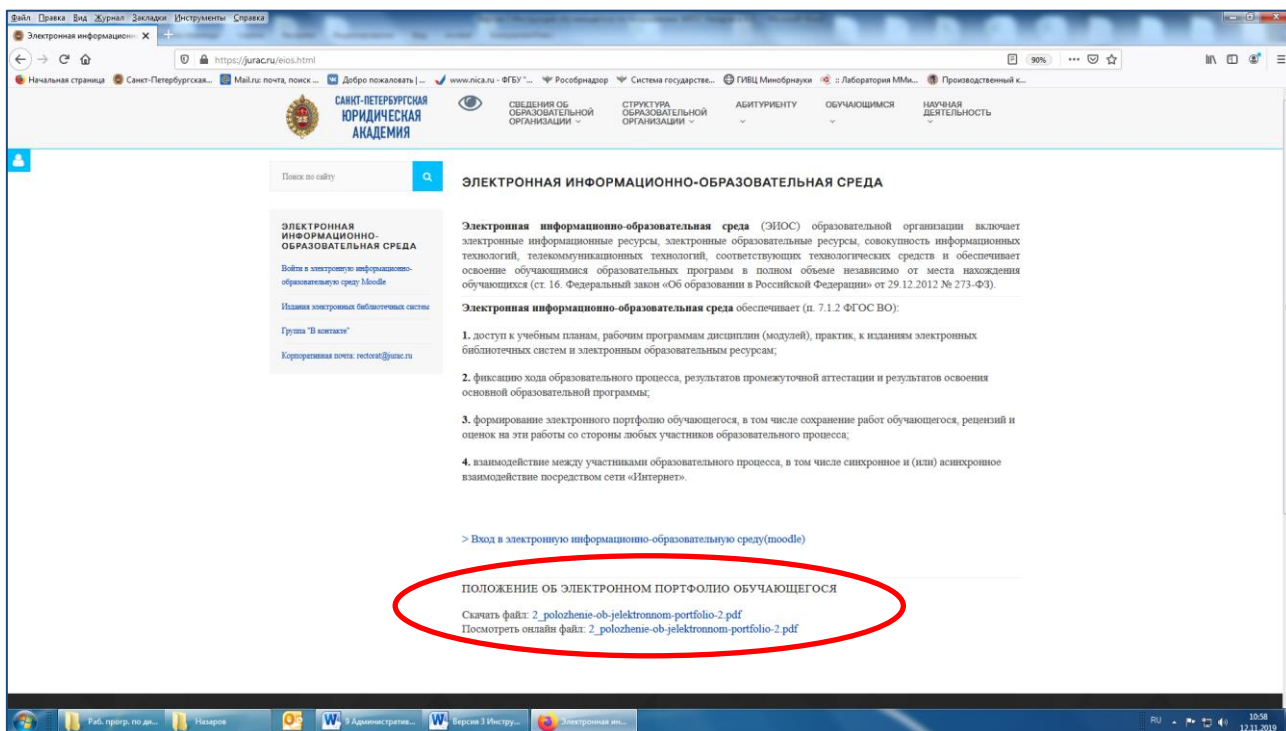 Файл Правка Вид Журнал Закладки Инструменты Справка
Электронная информационн
https://jurac.ru/eios.html
90%
Начальная страница Санкт-Петербургская... Mail.ru: почта, поиск ... Добро пожаловать | ... www.nica.ru - ФГБУ "... Рособрнадзор Система государстве... ГИВЦ Минобрнауки :: Лаборатория ММи... Производственный к...
САНКТ-ПЕТЕРБУРГСКАЯ
ЮРИДИЧЕСКАЯ
АКАДЕМИЯ
СВЕДЕНИЯ ОБ
ОБРАЗОВАТЕЛЬНОЙ
ОРГАНИЗАЦИИ
СТРУКТУРА
ОБРАЗОВАТЕЛЬНОЙ
ОРГАНИЗАЦИИ
АБИТУРИЕНТУ
ОБУЧАЮЩИМСЯ
НАУЧНАЯ
ДЕЯТЕЛЬНОСТЬ
Поиск по сайту
ЭЛЕКТРОННАЯ
ИНФОРМАЦИОННО-
ОБРАЗОВАТЕЛЬНАЯ СРЕДА
Войти в электронную информационно-
образовательную среду Moodle
Издания электронных библиотечных систем
Группа "В контакте"
Корпоративная почта: rectorat@jurac.ru
ЭЛЕКТРОННАЯ ИНФОРМАЦИОННО-ОБРАЗОВАТЕЛЬНАЯ СРЕДА
Электронная информационно-образовательная среда (ЭИОС) образовательной организации включает
электронные информационные ресурсы, электронные образовательные ресурсы, совокупность информационных
технологий, телекоммуникационных технологий, соответствующих технологических средств и обеспечивает
освоение обучающимися образовательных программ в полном объеме независимо от места нахождения
обучающихся (ст. 16. Федеральный закон «Об образовании в Российской Федерации» от 29.12.2012 № 273-ФЗ).
Электронная информационно-образовательная среда обеспечивает (п. 7.1.2 ФГОС ВО):
1. доступ к учебным планам, рабочим программам дисциплин (модулей), практик, к изданиям электронных
библиотечных систем и электронным образовательным ресурсам;
2. фиксацию хода образовательного процесса, результатов промежуточной аттестации и результатов освоения
основной образовательной программы;
3. формирование электронного портфолио обучающегося, в том числе сохранение работ обучающегося, рецензий и
оценок на эти работы со стороны любых участников образовательного процесса;
4. взаимодействие между участниками образовательного процесса, в том числе синхронное и (или) асинхронное
взаимодействие посредством сети «Интернет».
> Вход в электронную информационно-образовательную среду(moodle)
ПОЛОЖЕНИЕ ОБ ЭЛЕКТРОННОМ ПОРТФОЛИО ОБУЧАЮЩЕГОСЯ
Скачать файл: 2_polozhenie-ob-jelektronnom-portfolio-2.pdf
Посмотреть онлайн файл: 2_polozhenie-ob-jelektronnom-portfolio-2.pdf
Раб. прогр. по ди... Назаров 9 Административ... Версия 3 Инстру... Электронная ин...
RU
10:58
12.11.2019